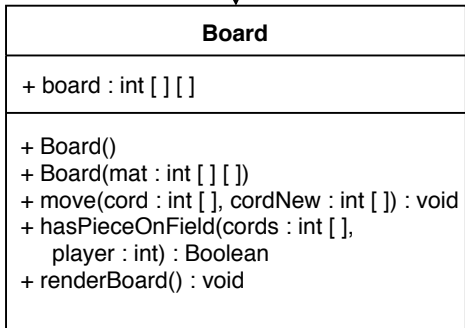 Board
+ board : int [ ] [ ]
+ Board()
+ Board(mat : int [ ] [ ])
+ move(cord : int [ ], cordNew : int [ ]) : void
+ hasPieceOnField(cords : int [ ],
player : int) : Boolean
+ renderBoard() : void